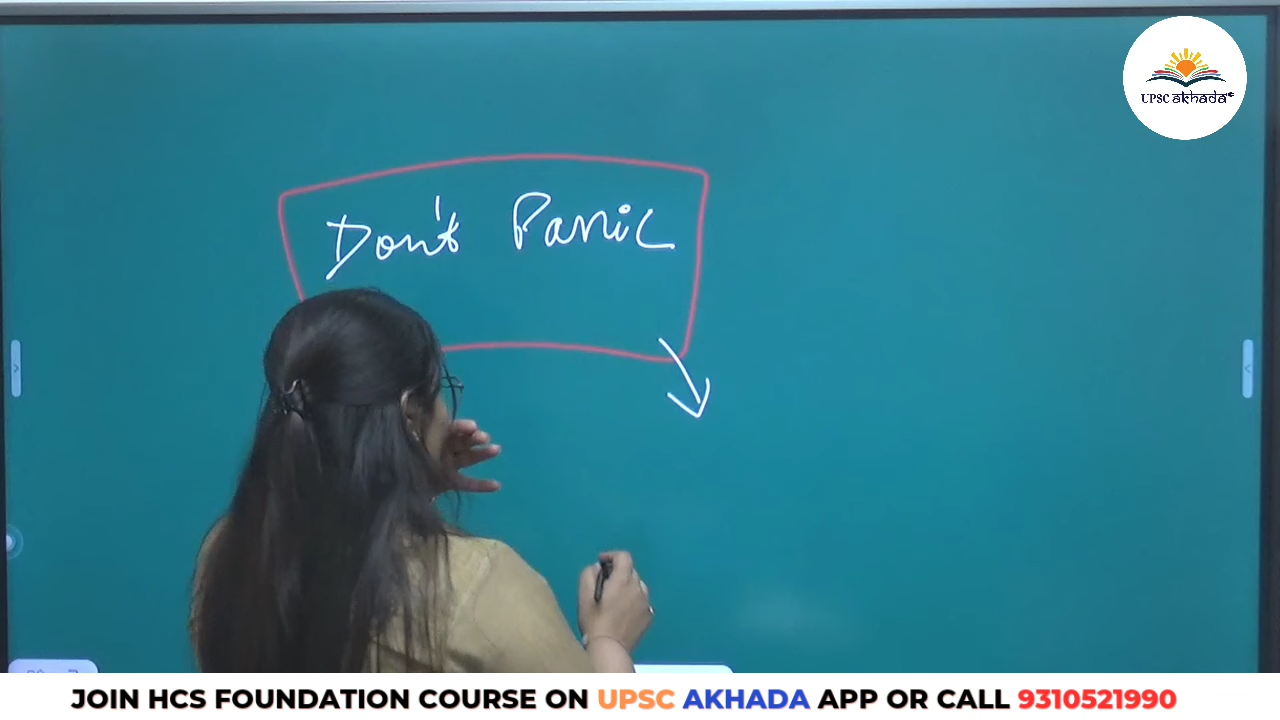 UPSC akhada
Don't Panic
JOIN HCS FOUNDATION COURSE ON UPSC AKHADA APP OR CALL 9310521990